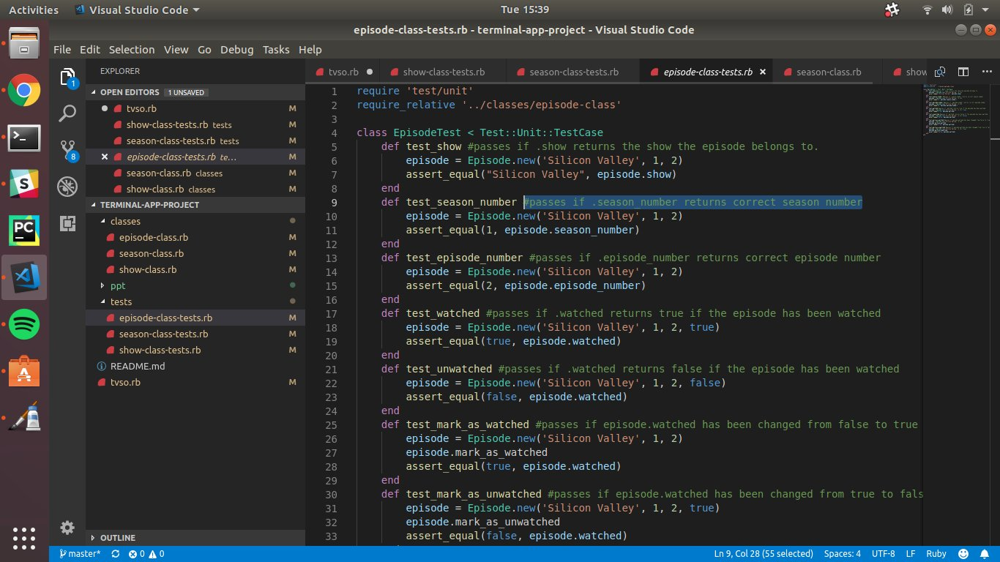 Activities Visual Studio Code Tue 15:39
episode-class-tests.rb - terminal-app-project - Visual Studio Code
File Edit Selection View Go Debug Tasks Help
EXPLORER
OPEN EDITORS 1 UNSAVED
tvso.rb M
show-class-tests.rb tests M
season-class-tests.rb tests M
episode-class-tests.rb te... M
season-class.rb classes M
show-class.rb classes M
TERMINAL-APP-PROJECT
classes
episode-class.rb M
season-class.rb M
show-class.rb M
ppt
tests
episode-class-tests.rb M
season-class-tests.rb M
show-class-tests.rb M
README.md
tvso.rb M
OUTLINE
1
8
S
PC
A
tvso.rb show-class-tests.rb season-class-tests.rb episode-class-tests.rb season-class.rb show
1 require 'test/unit'
2 require_relative '../classes/episode-class'
3
4 class EpisodeTest < Test::Unit::TestCase
5 def test_show #passes if .show returns the show the episode belongs to.
6 episode = Episode.new('Silicon Valley', 1, 2)
7 assert_equal("Silicon Valley", episode.show)
8 end
9 def test_season_number #passes if .season_number returns correct season number
10 episode = Episode.new('Silicon Valley', 1, 2)
11 assert_equal(1, episode.season_number)
12 end
13 def test_episode_number #passes if .episode_number returns correct episode number
14 episode = Episode.new('Silicon Valley', 1, 2)
15 assert_equal(2, episode.episode_number)
16 end
17 def test_watched #passes if .watched returns true if the episode has been watched
18 episode = Episode.new('Silicon Valley', 1, 2, true)
19 assert_equal(true, episode.watched)
20 end
21 def test_unwatched #passes if .watched returns false if the episode has been watched
22 episode = Episode.new('Silicon Valley', 1, 2, false)
23 assert_equal(false, episode.watched)
24 end
25 def test_mark_as_watched #passes if episode.watched has been changed from false to true
26 episode = Episode.new('Silicon Valley', 1, 2)
27 episode.mark_as_watched
28 assert_equal(true, episode.watched)
29 end
30 def test_mark_as_unwatched #passes if episode.watched has been changed from true to fals
31 episode = Episode.new('Silicon Valley', 1, 2, true)
32 episode.mark_as_unwatched
33 assert_equal(false, episode.watched)
master* 0 0 Ln 9, Col 28 (55 selected) Spaces: 4 UTF-8 LF Ruby